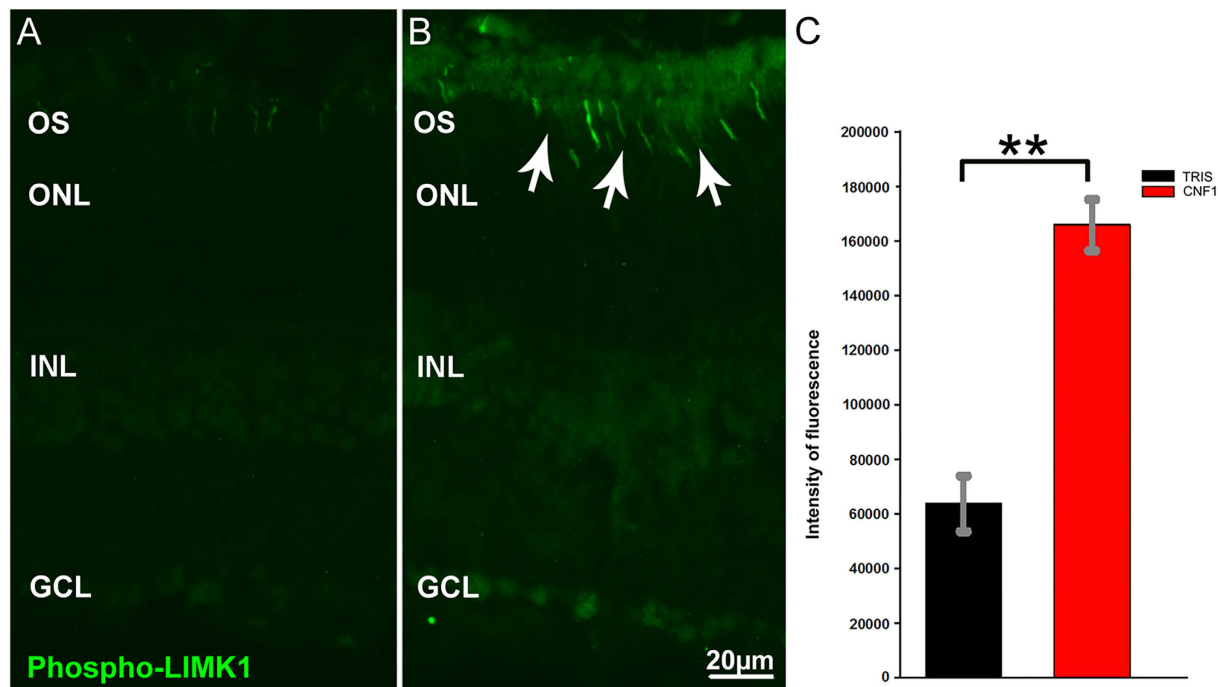 A
OS
ONL
INL
GCL
Phospho-LIMK1
B
OS
ONL
INL
GCL
20µm
C
**
TRIS
CNF1
Intensity of fluorescence
200000
180000
160000
140000
120000
100000
80000
60000
40000
20000
0